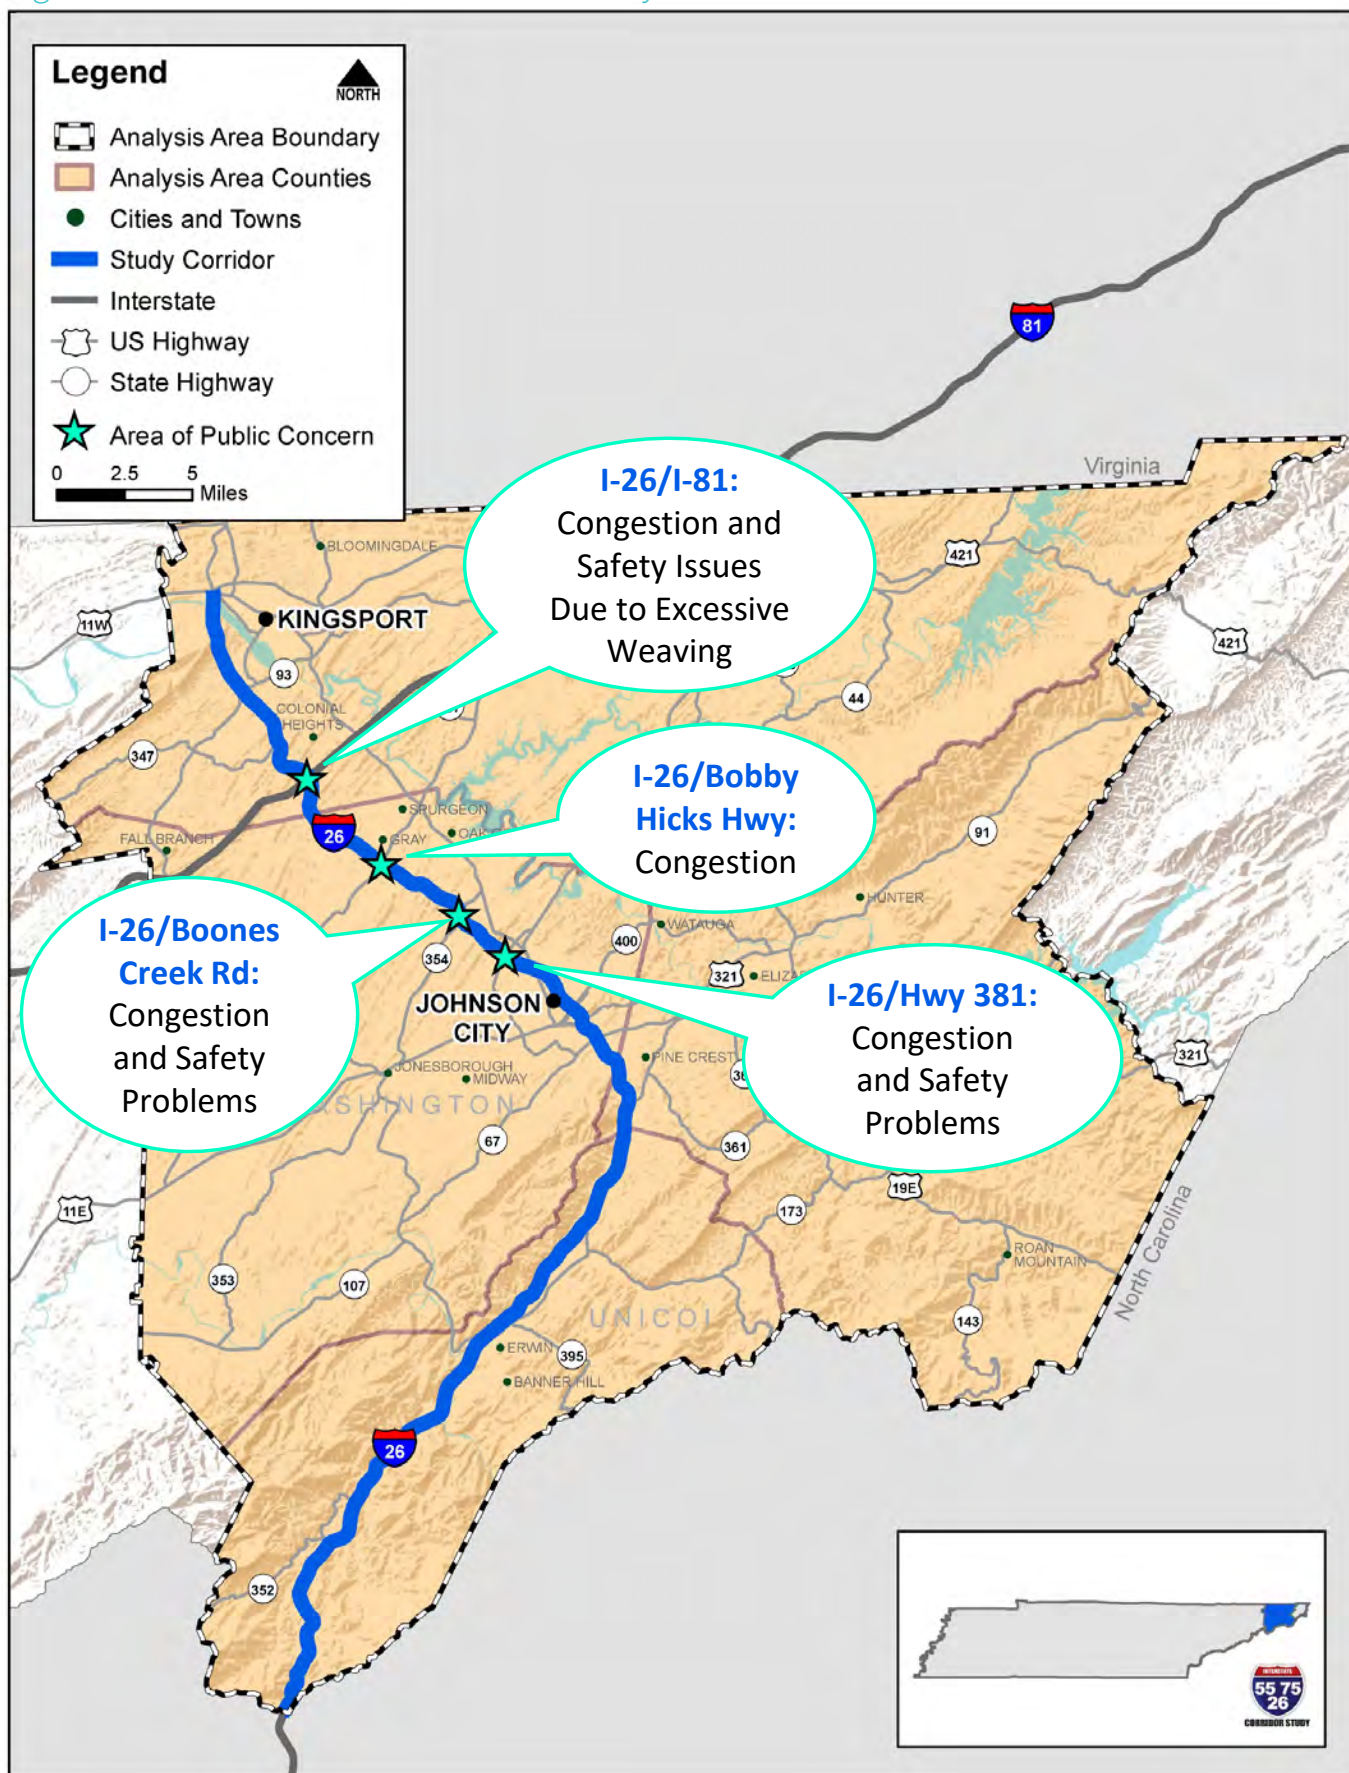 Legend
NORTH
Analysis Area Boundary
Analysis Area Counties
Cities and Towns
Study Corridor
Interstate
US Highway
State Highway
Area of Public Concern
0 2.5 5
Miles
81
Virginia
I-26/I-81:
Congestion and
Safety Issues
Due to Excessive
Weaving
BLOOMINGDALE
421
11W
KINGSPORT
421
93
44
COLONIAL
HEIGHTS
347
I-26/Bobby
Hicks Hwy:
Congestion
SPURGEON
26
GRAY
OAK
FALL BRANCH
91
HUNTER
I-26/Boones
Creek Rd:
Congestion
and Safety
Problems
WATAUGA
400
354
321
JOHNSON
CITY
I-26/Hwy 381:
Congestion
and Safety
Problems
321
PINE CREST
JONESBOROUGH
MIDWAY
67
361
19E
11E
173
North Carolina
ROAN
MOUNTAIN
353
107
UNICOI
143
ERWIN
395
BANNER HILL
26
352
INTERSTATE
55 75
26
CORRIDOR STUDY